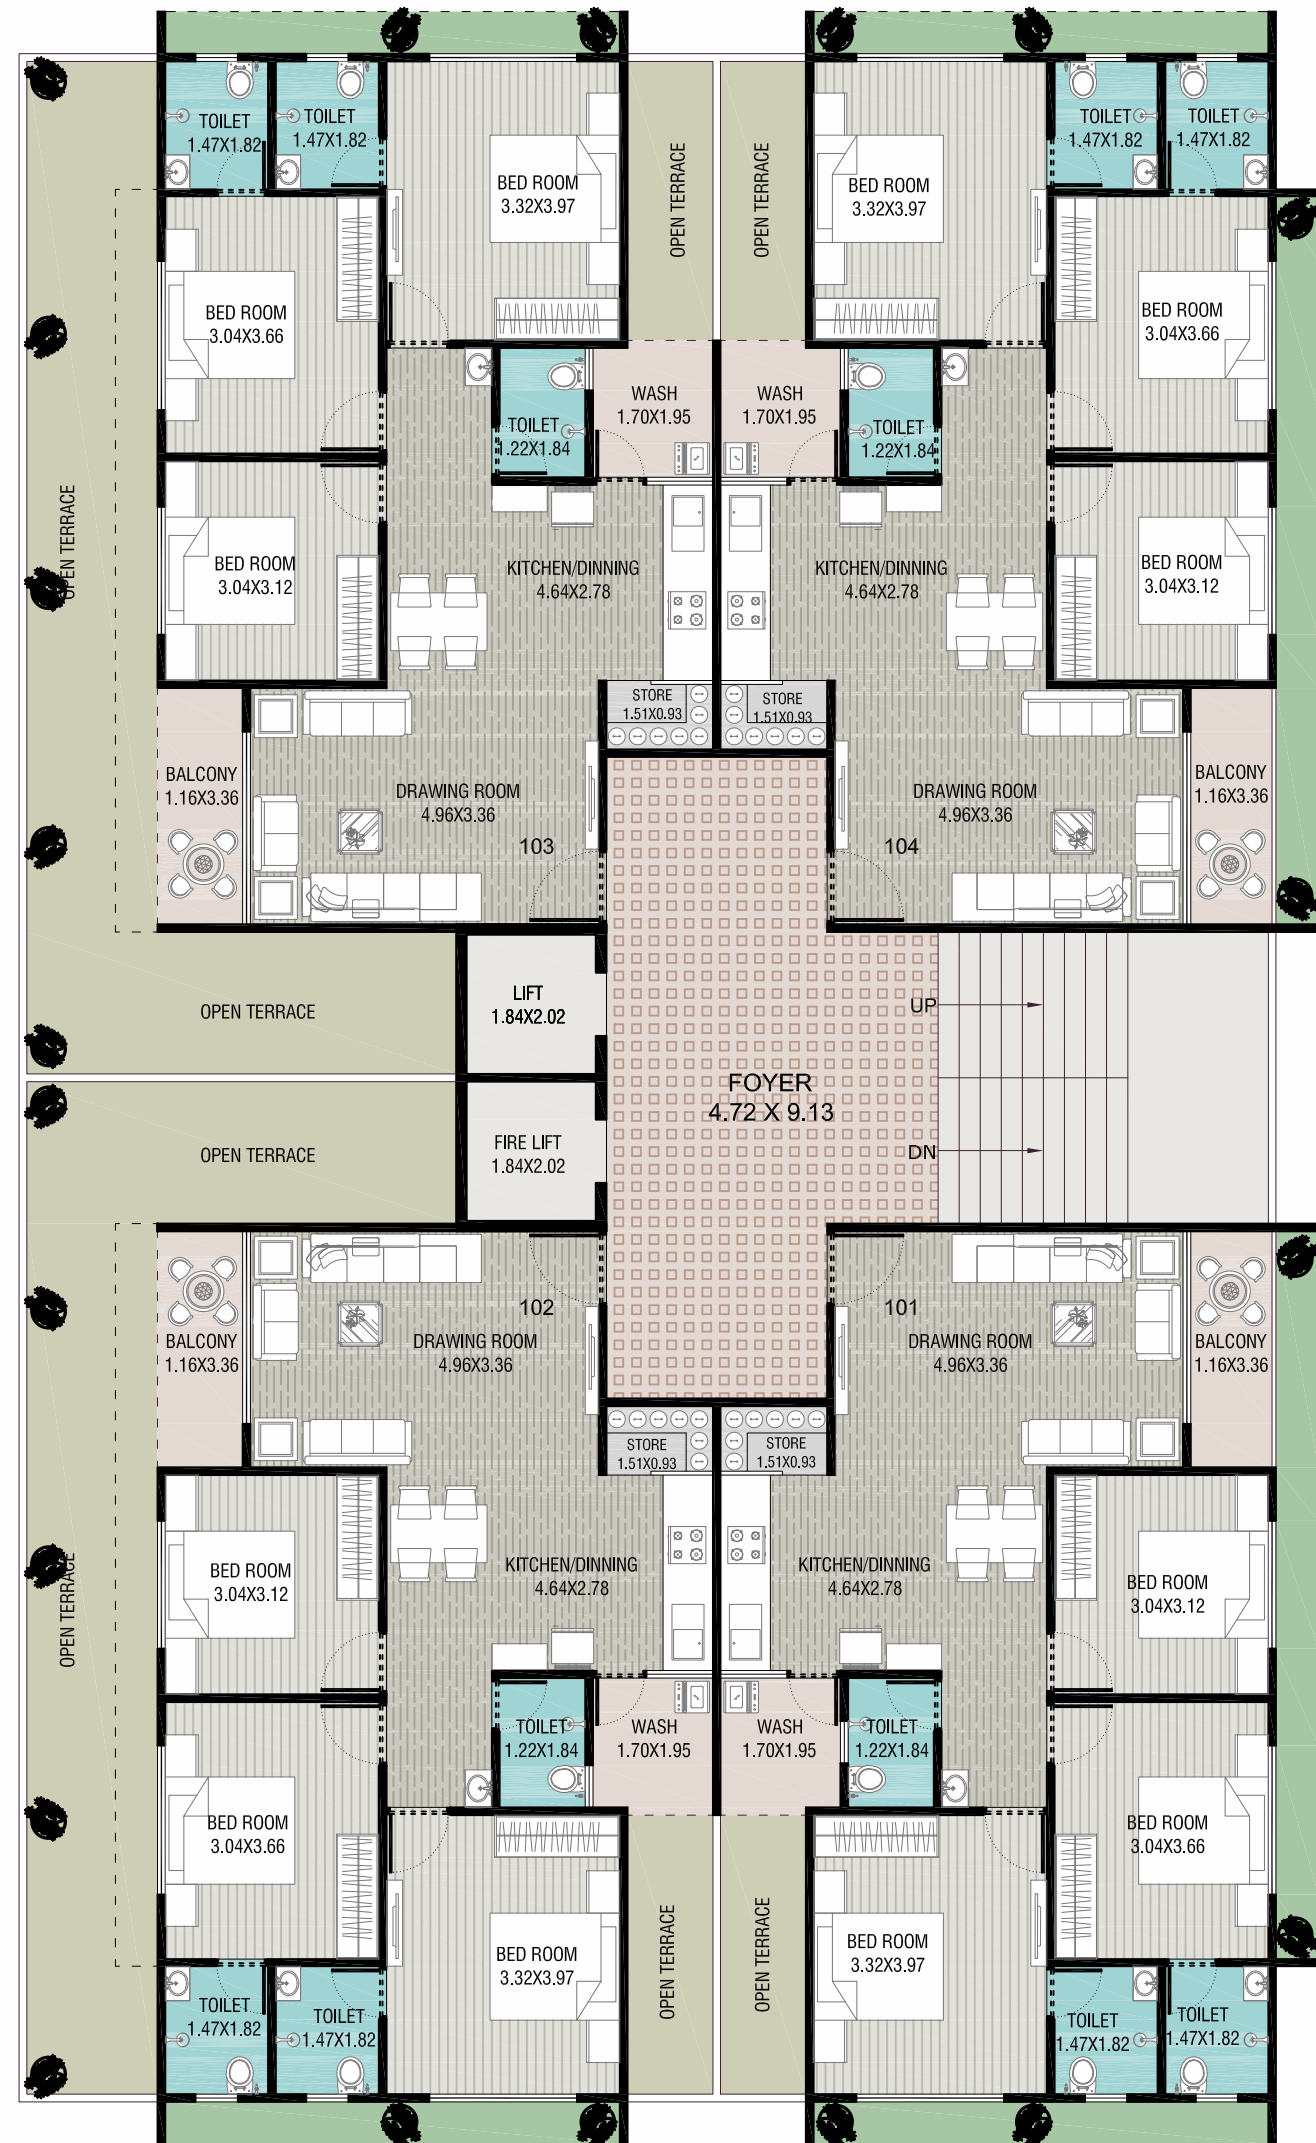 TOILET
1.47X1.82
TOILET
1.47X1.82
BED ROOM
3.32X3.97
OPEN TERRACE
OPEN TERRACE
BED ROOM
3.32X3.97
TOILET
1.47X1.82
TOILET
1.47X1.82
BED ROOM
3.04X3.66
BED ROOM
3.04X3.66
TOILET
1.22X1.84
WASH
1.70X1.95
WASH
1.70X1.95
TOILET
1.22X1.84
OPEN TERRACE
BED ROOM
3.04X3.12
KITCHEN/DINNING
4.64X2.78
KITCHEN/DINNING
4.64X2.78
BED ROOM
3.04X3.12
STORE
1.51X0.93
STORE
1.51X0.93
BALCONY
1.16X3.36
DRAWING ROOM
4.96X3.36
103
DRAWING ROOM
4.96X3.36
104
BALCONY
1.16X3.36
OPEN TERRACE
LIFT
1.84X2.02
UP
FOYER
4.72 X 9.13
OPEN TERRACE
FIRE LIFT
1.84X2.02
DN
102
101
BALCONY
1.16X3.36
DRAWING ROOM
4.96X3.36
DRAWING ROOM
4.96X3.36
BALCONY
1.16X3.36
STORE
1.51X0.93
STORE
1.51X0.93
OPEN TERRACE
BED ROOM
3.04X3.12
KITCHEN/DINNING
4.64X2.78
KITCHEN/DINNING
4.64X2.78
BED ROOM
3.04X3.12
TOILET
1.22X1.84
WASH
1.70X1.95
WASH
1.70X1.95
TOILET
1.22X1.84
BED ROOM
3.04X3.66
BED ROOM
3.04X3.66
BED ROOM
3.32X3.97
OPEN TERRACE
OPEN TERRACE
BED ROOM
3.32X3.97
TOILET
1.47X1.82
TOILET
1.47X1.82
TOILET
1.47X1.82
TOILET
1.47X1.82